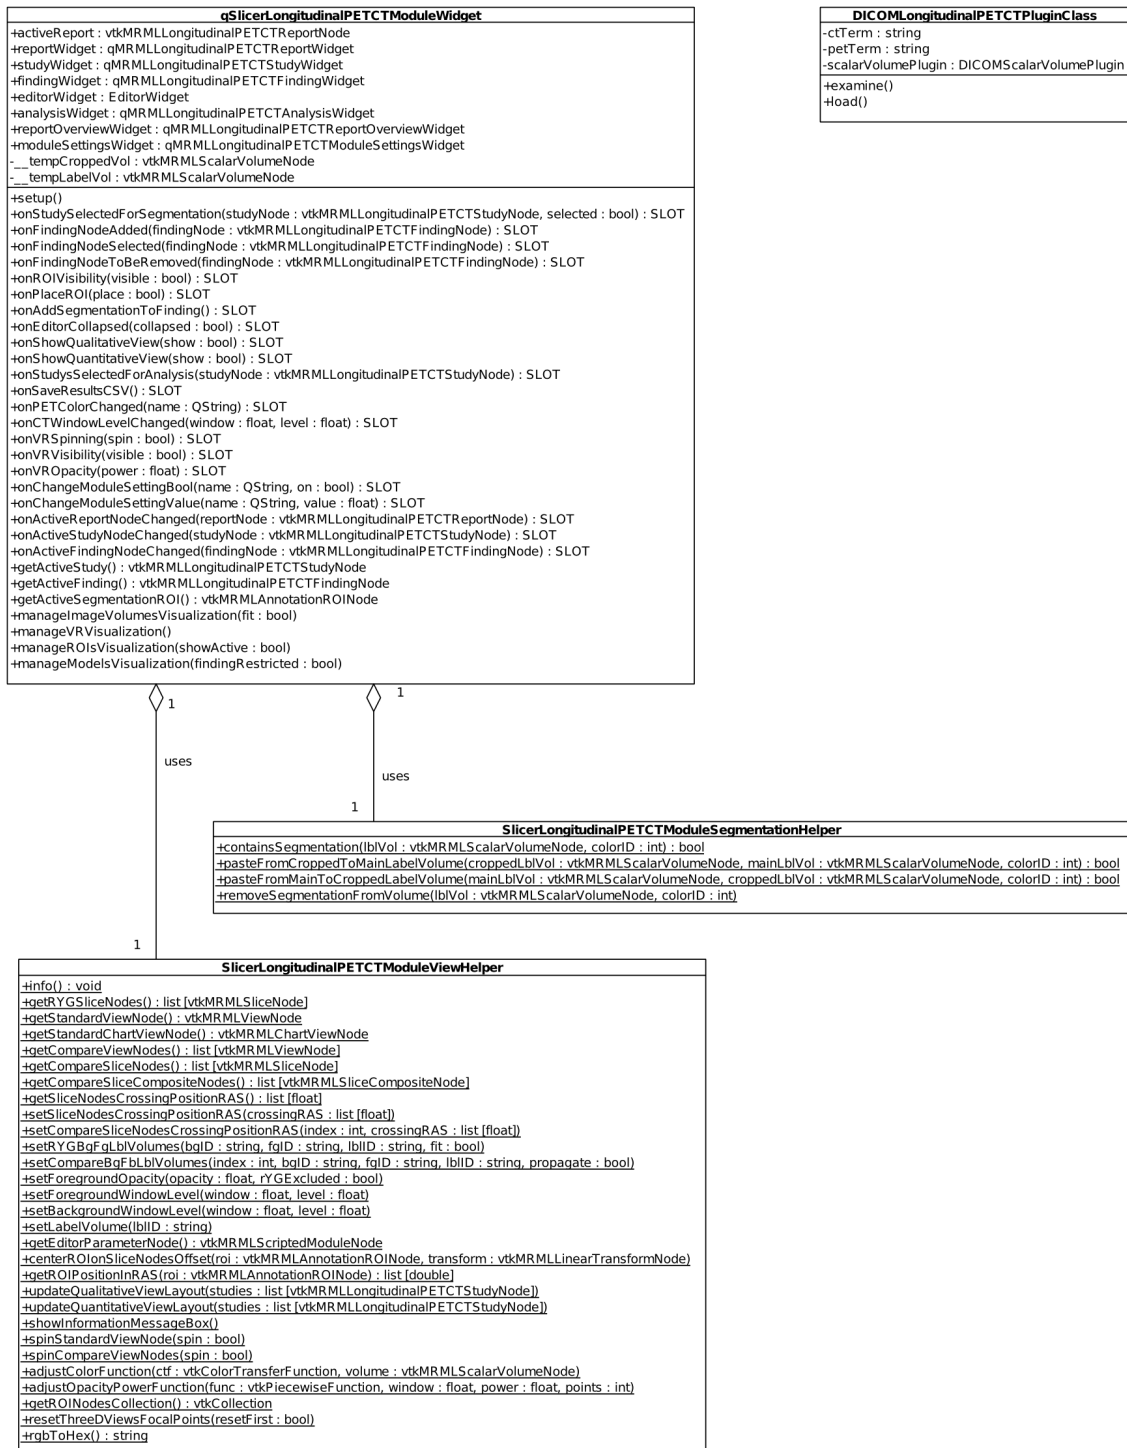 qSlicerLongitudinalPETCTModuleWidget
+activeReport : vtkMRMLLongitudinalPETCTReportNode
+reportWidget : qMRMLLongitudinalPETCTReportWidget
+studyWidget : qMRMLLongitudinalPETCTStudyWidget
+findingWidget : qMRMLLongitudinalPETCTFindingWidget
+editorWidget : EditorWidget
+analysisWidget : qMRMLLongitudinalPETCTAnalysisWidget
+reportOverviewWidget : qMRMLLongitudinalPETCTReportOverviewWidget
+moduleSettingsWidget : qMRMLLongitudinalPETCTModuleSettingsWidget
-__tempCroppedVol : vtkMRMLScalarVolumeNode
-__tempLabelVol : vtkMRMLScalarVolumeNode
+setup()
+onStudySelectedForSegmentation(studyNode : vtkMRMLLongitudinalPETCTStudyNode, selected : bool) : SLOT
+onFindingNodeAdded(findingNode : vtkMRMLLongitudinalPETCTFindingNode) : SLOT
+onFindingNodeSelected(findingNode : vtkMRMLLongitudinalPETCTFindingNode) : SLOT
+onFindingNodeToBeRemoved(findingNode : vtkMRMLLongitudinalPETCTFindingNode) : SLOT
+onROIVisibility(visible : bool) : SLOT
+onPlaceROI(place : bool) : SLOT
+onAddSegmentationToFinding() : SLOT
+onEditorCollapsed(collapsed : bool) : SLOT
+onShowQualitativeView(show : bool) : SLOT
+onShowQuantitativeView(show : bool) : SLOT
+onStudysSelectedForAnalysis(studyNode : vtkMRMLLongitudinalPETCTStudyNode) : SLOT
+onSaveResultsCSV() : SLOT
+onPETColorChanged(name : QString) : SLOT
+onCTWindowLevelChanged(window : float, level : float) : SLOT
+onVRSpinning(spin : bool) : SLOT
+onVRVisibility(visible : bool) : SLOT
+onVROpacity(power : float) : SLOT
+onChangeModuleSettingBool(name : QString, on : bool) : SLOT
+onChangeModuleSettingValue(name : QString, value : float) : SLOT
+onActiveReportNodeChanged(reportNode : vtkMRMLLongitudinalPETCTReportNode) : SLOT
+onActiveStudyNodeChanged(studyNode : vtkMRMLLongitudinalPETCTStudyNode) : SLOT
+onActiveFindingNodeChanged(findingNode : vtkMRMLLongitudinalPETCTFindingNode) : SLOT
+getActiveStudy() : vtkMRMLLongitudinalPETCTStudyNode
+getActiveFinding() : vtkMRMLLongitudinalPETCTFindingNode
+getActiveSegmentationROI() : vtkMRMLAnnotationROINode
+manageImageVolumesVisualization(fit : bool)
+manageVRVisualization()
+manageROIsVisualization(showActive : bool)
+manageModelsVisualization(findingRestricted : bool)
DICOMLongitudinalPETCTPluginClass
-ctTerm : string
-petTerm : string
-scalarVolumePlugin : DICOMScalarVolumePlugin
+examine()
+load()
1
1
uses
uses
1
SlicerLongitudinalPETCTModuleSegmentationHelper
+containsSegmentation(lblVol : vtkMRMLScalarVolumeNode, colorID : int) : bool
+pasteFromCroppedToMainLabelVolume(croppedLblVol : vtkMRMLScalarVolumeNode, mainLblVol : vtkMRMLScalarVolumeNode, colorID : int) : bool
+pasteFromMainToCroppedLabelVolume(mainLblVol : vtkMRMLScalarVolumeNode, croppedLblVol : vtkMRMLScalarVolumeNode, colorID : int) : bool
+removeSegmentationFromVolume(lblVol : vtkMRMLScalarVolumeNode, colorID : int)
1
SlicerLongitudinalPETCTModuleViewHelper
+info() : void
+getRYGSliceNodes() : list [vtkMRMLSliceNode]
+getStandardViewNode() : vtkMRMLViewNode
+getStandardChartViewNode() : vtkMRMLChartViewNode
+getCompareViewNodes() : list [vtkMRMLViewNode]
+getCompareSliceNodes() : list [vtkMRMLSliceNode]
+getCompareSliceCompositeNodes() : list [vtkMRMLSliceCompositeNode]
+getSliceNodesCrossingPositionRAS() : list [float]
+setSliceNodesCrossingPositionRAS(crossingRAS : list [float])
+setCompareSliceNodesCrossingPositionRAS(index : int, crossingRAS : list [float])
+setRYGBgFgLblVolumes(bgID : string, fgID : string, lblID : string, fit : bool)
+setCompareBgFbLblVolumes(index : int, bgID : string, fgID : string, lblID : string, propagate : bool)
+setForegroundOpacity(opacity : float, rYGExcluded : bool)
+setForegroundWindowLevel(window : float, level : float)
+setBackgroundWindowLevel(window : float, level : float)
+setLabelVolume(lblID : string)
+getEditorParameterNode() : vtkMRMLScriptedModuleNode
+centerROIonSliceNodesOffset(roi : vtkMRMLAnnotationROINode, transform : vtkMRMLLinearTransformNode)
+getROIPositionInRAS(roi : vtkMRMLAnnotationROINode) : list [double]
+updateQualitativeViewLayout(studies : list [vtkMRMLLongitudinalPETCTStudyNode])
+updateQuantitativeViewLayout(studies : list [vtkMRMLLongitudinalPETCTStudyNode])
+showInformationMessageBox()
+spinStandardViewNode(spin : bool)
+spinCompareViewNodes(spin : bool)
+adjustColorFunction(ctf : vtkColorTransferFunction, volume : vtkMRMLScalarVolumeNode)
+adjustOpacityPowerFunction(func : vtkPiecewiseFunction, window : float, power : float, points : int)
+getROINodesCollection() : vtkCollection
+resetThreeDViewsFocalPoints(resetFirst : bool)
+rgbToHex() : string